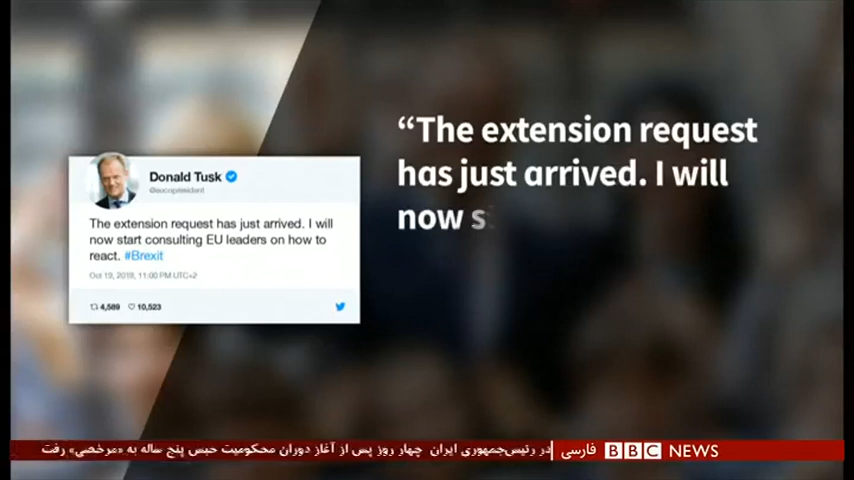 Donald Tusk
@eucopresident
The extension request has just arrived. I will
now start consulting EU leaders on how to
react. #Brexit
Oct 19, 2019, 11:00 PM UTC+2
4,589 10,523
“The extension request
has just arrived. I will
now s
در رئیس‌جمهوری ایران چهار روز پس از آغاز دوران محکومیت حبس پنج ساله به «مرخصی» رفت
BBC NEWS فارسی